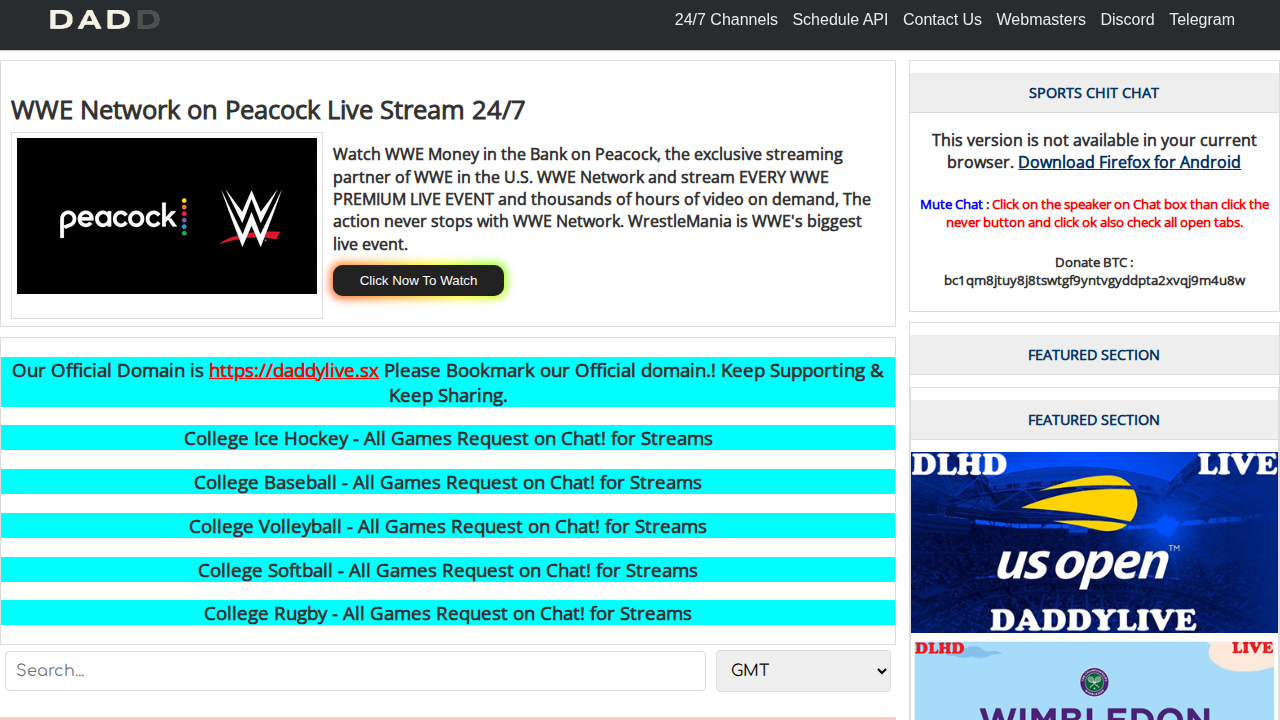 DADD
24/7 Channels Schedule API Contact Us Webmasters Discord Telegram
WWE Network on Peacock Live Stream 24/7
peacock W
Watch WWE Money in the Bank on Peacock, the exclusive streaming
partner of WWE in the U.S. WWE Network and stream EVERY WWE
PREMIUM LIVE EVENT and thousands of hours of video on demand, The
action never stops with WWE Network. WrestleMania is WWE's biggest
live event.
Click Now To Watch
Our Official Domain is https://daddylive.sx Please Bookmark our Official domain.! Keep Supporting &
Keep Sharing.
College Ice Hockey - All Games Request on Chat! for Streams
College Baseball - All Games Request on Chat! for Streams
College Volleyball - All Games Request on Chat! for Streams
College Softball - All Games Request on Chat! for Streams
College Rugby - All Games Request on Chat! for Streams
Search...
GMT
SPORTS CHIT CHAT
This version is not available in your current
browser. Download Firefox for Android
Mute Chat : Click on the speaker on Chat box than click the
never button and click ok also check all open tabs.
Donate BTC :
bc1qm8jtuy8j8tswtgf9yntvgyddpta2xvqj9m4u8w
FEATURED SECTION
FEATURED SECTION
DLHD LIVE
us open
DADDYLIVE
DLHD LIVE
WIMBLEDON